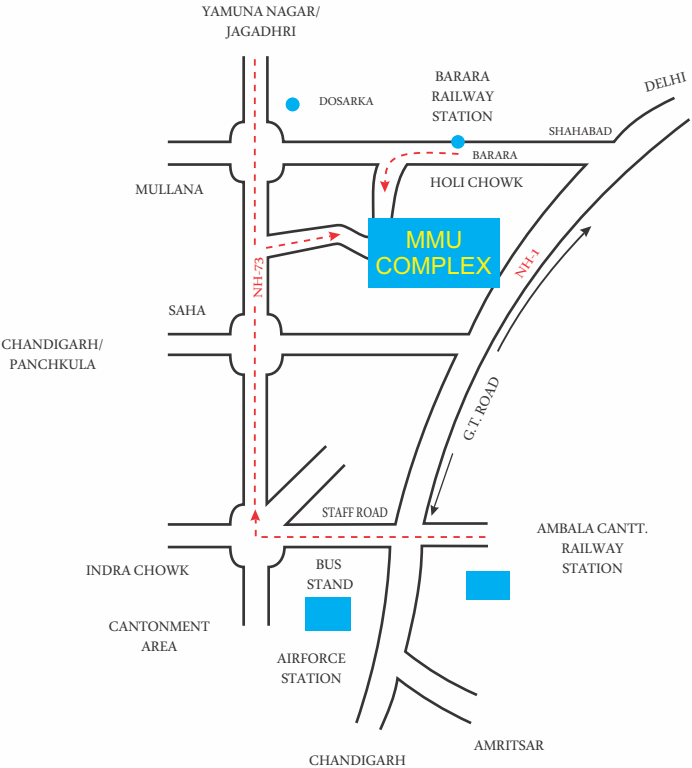 YAMUNA NAGAR/
JAGADHRI
DELHI
BARARA
RAILWAY
STATION
DOSARKA
SHAHABAD
BARARA
MULLANA
HOLI CHOWK
MMU
COMPLEX
NH-73
NH-1
SAHA
CHANDIGARH/
PANCHKULA
G.T. ROAD
STAFF ROAD
AMBALA CANTT.
RAILWAY
STATION
INDRA CHOWK
BUS
STAND
CANTONMENT
AREA
AIRFORCE
STATION
AMRITSAR
CHANDIGARH